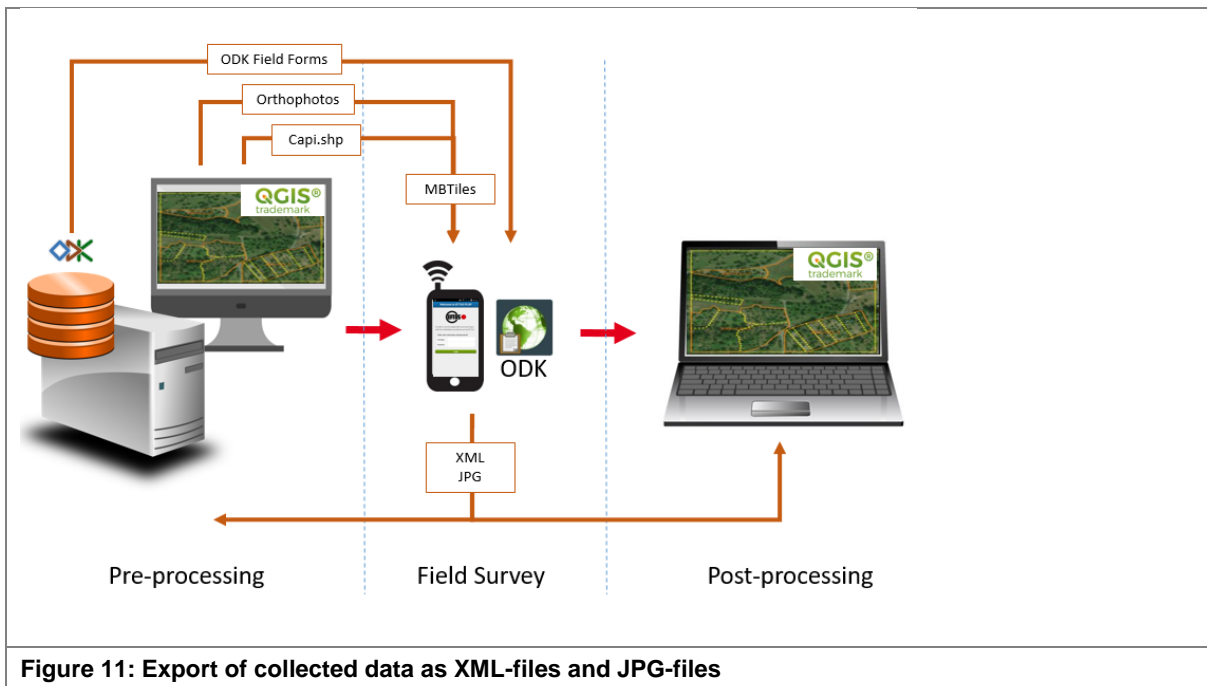 ODK Field Forms
Orthophotos
Capi.shp
MBTiles
QGIS®
trademark
ODK
QGIS®
trademark
ODK
XML
JPG
Pre-processing
Field Survey
Post-processing
Figure 11: Export of collected data as XML-files and JPG-files